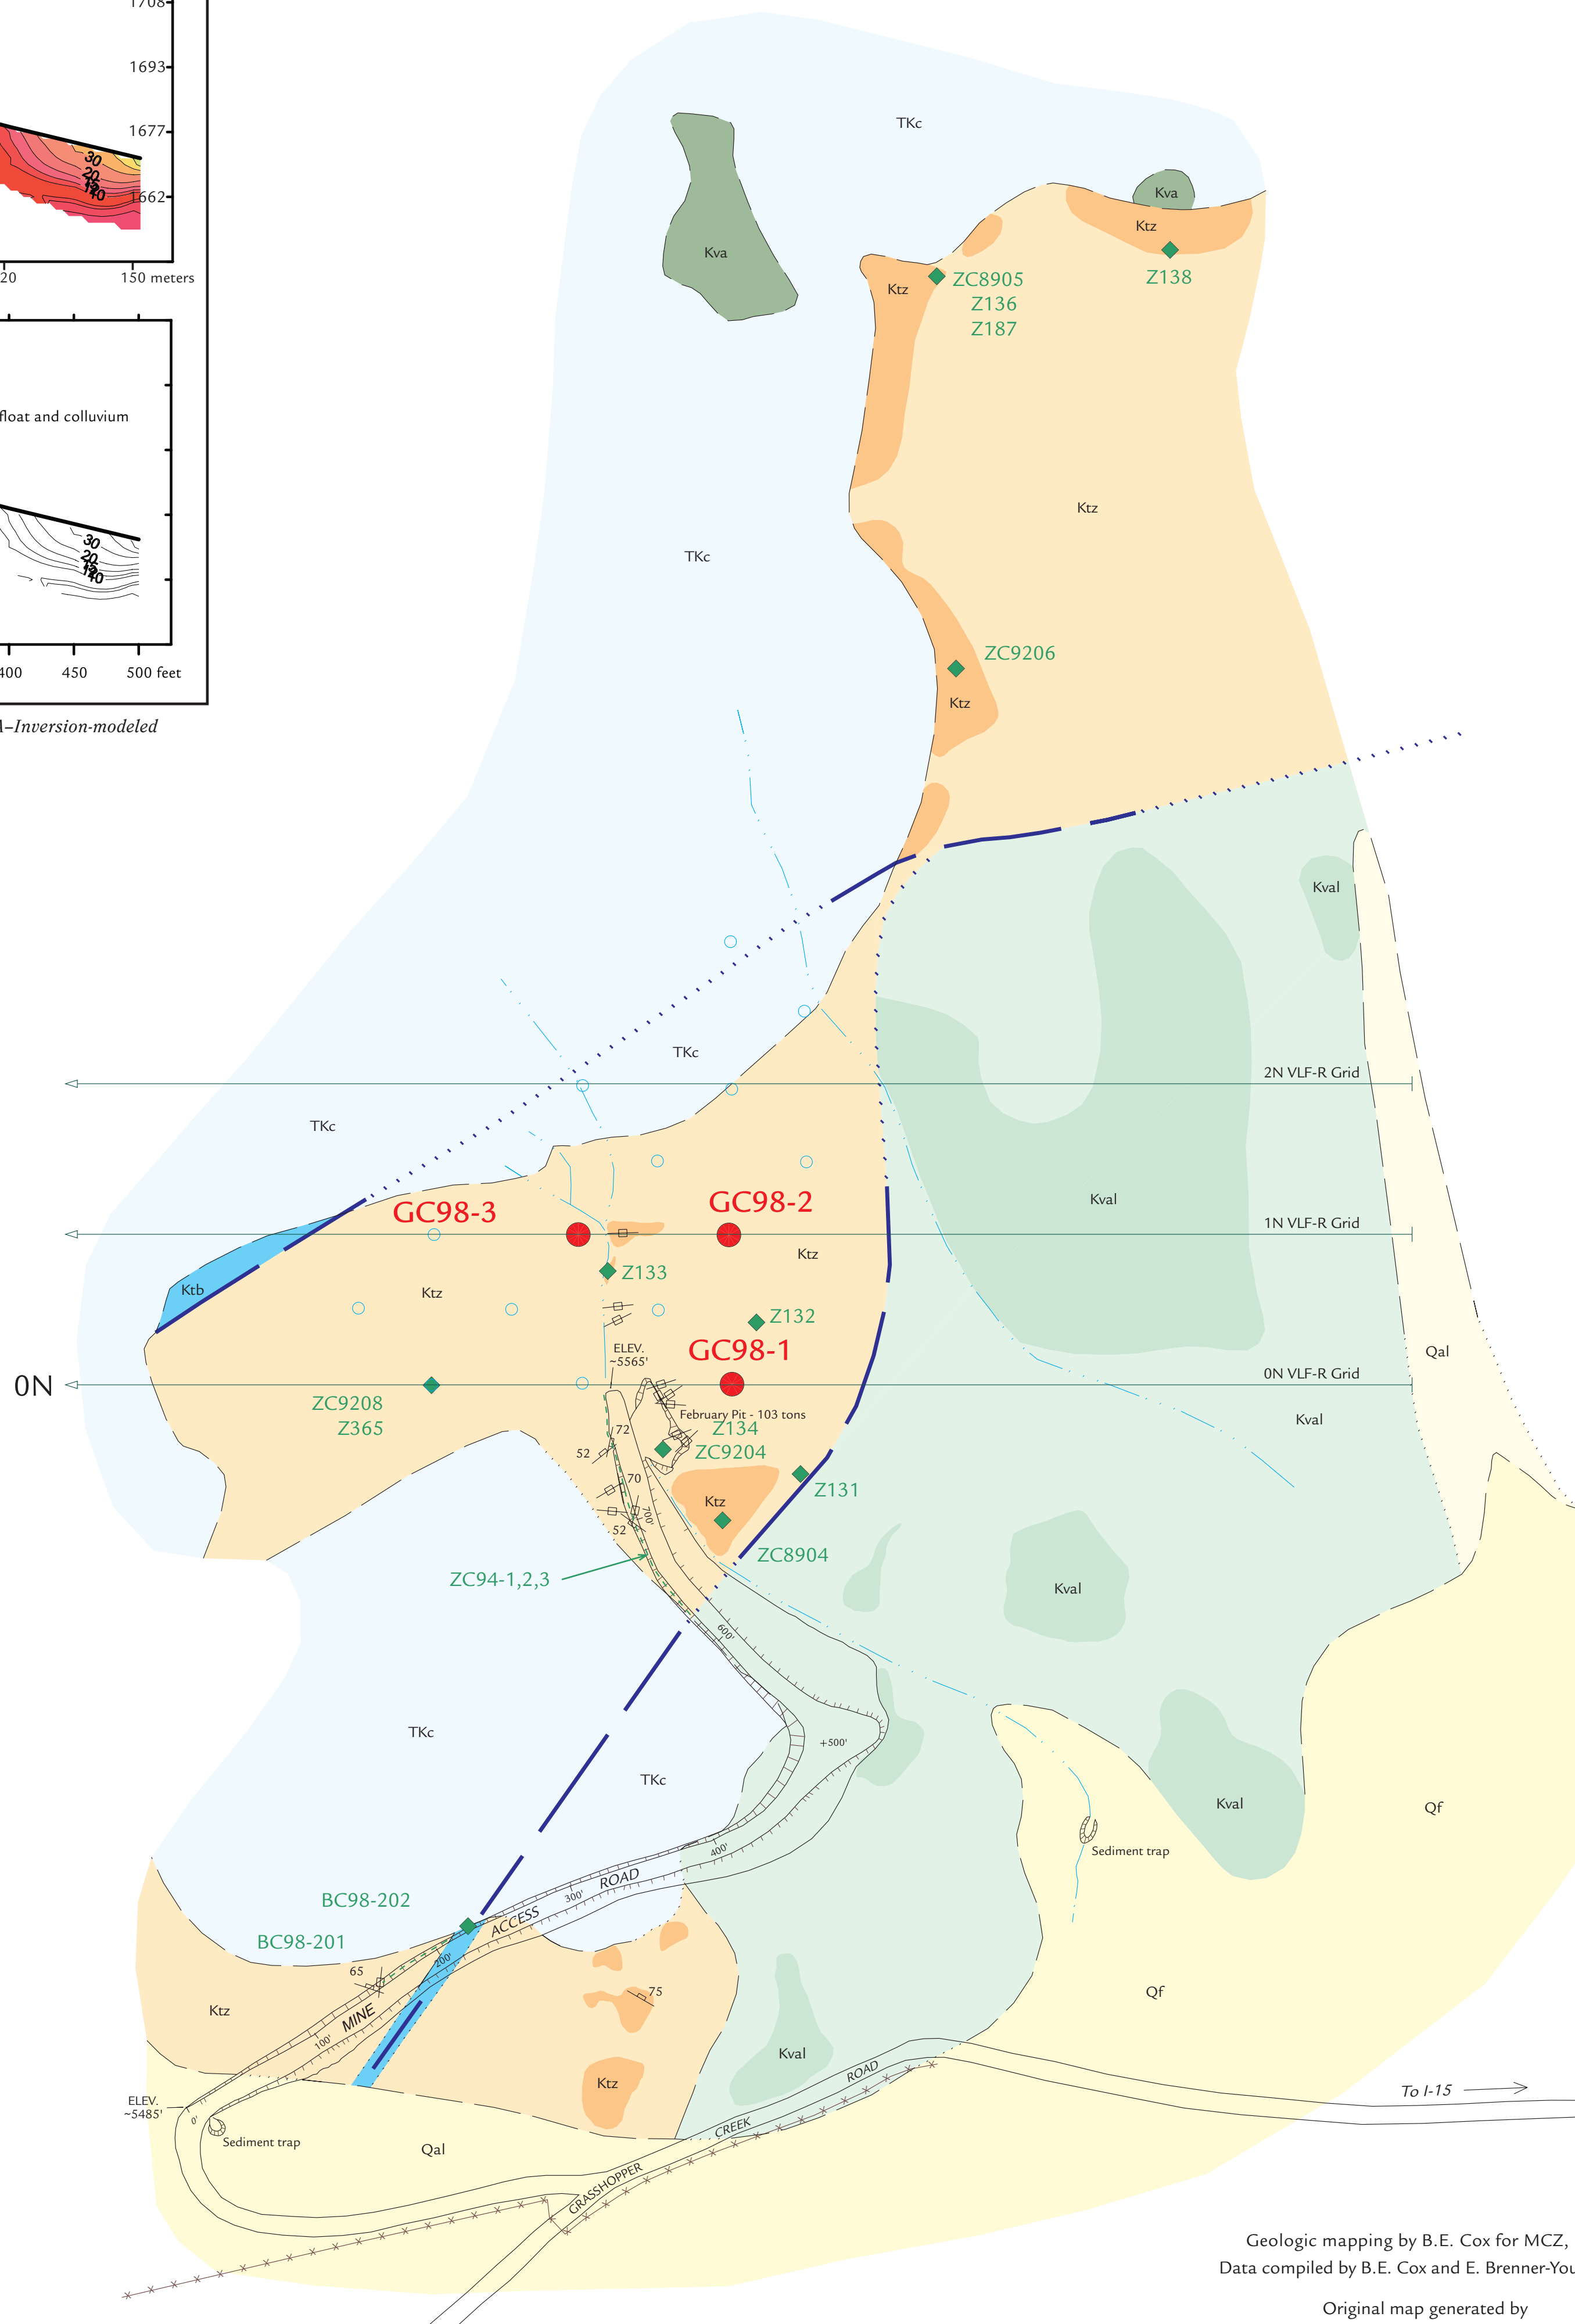 1708
1693
1677
1662
30
20
15
10
20
150 meters
float and colluvium
30
20
15
10
400
450
500 feet
A–Inversion-modeled
TKc
Kva
Kva
Ktz
Z138
Ktz
ZC8905
Z136
Z187
Ktz
TKc
ZC9206
Ktz
Kval
TKc
2N VLF-R Grid
TKc
Kval
GC98-3
GC98-2
1N VLF-R Grid
Ktz
Z133
Ktb
Ktz
Z132
ELEV.
~5565'
GC98-1
Qal
0N
0N VLF-R Grid
ZC9208
Z365
February Pit - 103 tons
Z134
ZC9204
72
52
70
Kval
Z131
Ktz
700'
52
ZC8904
ZC94-1,2,3
Kval
600'
TKc
+500'
TKc
Kval
Qf
Sediment trap
400'
ROAD
300'
BC98-202
ACCESS
BC98-201
200'
65
75
Qf
Ktz
MINE
100'
Kval
ROAD
Ktz
To I-15
ELEV.
~5485'
0'
Sediment trap
CREEK
Qal
GRASSHOPPER
Geologic mapping by B.E. Cox for MCZ,
Data compiled by B.E. Cox and E. Brenner-You
Original map generated by